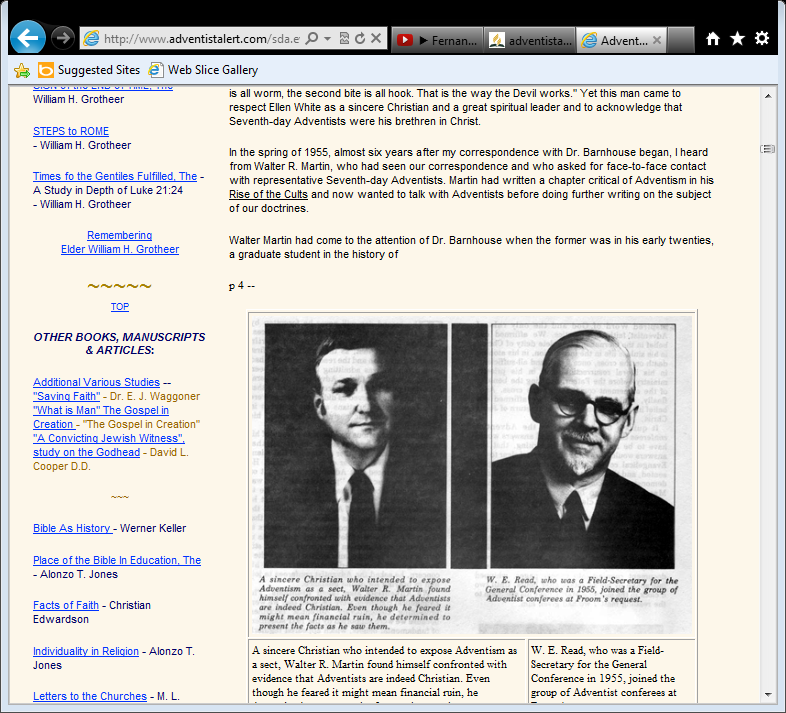 http://www.adventistalert.com/sda.e
Fernan...
adventista...
Advent...
Suggested Sites
Web Slice Gallery
William H. Grotheer
STEPS to ROME
- William H. Grotheer
Times fo the Gentiles Fulfilled, The -
A Study in Depth of Luke 21:24
- William H. Grotheer
Remembering
Elder William H. Grotheer
~~~~~
TOP
OTHER BOOKS, MANUSCRIPTS
& ARTICLES:
Additional Various Studies --
"Saving Faith" - Dr. E. J. Waggoner
"What is Man" The Gospel in
Creation - "The Gospel in Creation"
"A Convicting Jewish Witness",
study on the Godhead - David L.
Cooper D.D.
~~~
Bible As History - Werner Keller
Place of the Bible In Education, The
- Alonzo T. Jones
Facts of Faith - Christian
Edwardson
Individuality in Religion - Alonzo T.
Jones
Letters to the Churches - M. L.
is all worm, the second bite is all hook. That is the way the Devil works." Yet this man came to
respect Ellen White as a sincere Christian and a great spiritual leader and to acknowledge that
Seventh-day Adventists were his brethren in Christ.
In the spring of 1955, almost six years after my correspondence with Dr. Barnhouse began, I heard
from Walter R. Martin, who had seen our correspondence and who asked for face-to-face contact
with representative Seventh-day Adventists. Martin had written a chapter critical of Adventism in his
Rise of the Cults and now wanted to talk with Adventists before doing further writing on the subject
of our doctrines.
Walter Martin had come to the attention of Dr. Barnhouse when the former was in his early twenties,
a graduate student in the history of
p 4 --
A sincere Christian who intended to expose
Adventism as a sect, Walter R. Martin found
himself confronted with evidence that Adventists
are indeed Christian. Even though he feared it
might mean financial ruin, he determined to
present the facts as he saw them.
W. E. Read, who was a Field-Secretary for the
General Conference in 1955, joined the group of
Adventist conferees at Froom's request.
A sincere Christian who intended to expose Adventism as
a sect, Walter R. Martin found himself confronted with
evidence that Adventists are indeed Christian. Even
though he feared it might mean financial ruin, he
W. E. Read, who was a Field-
Secretary for the General
Conference in 1955, joined the
group of Adventist conferees at